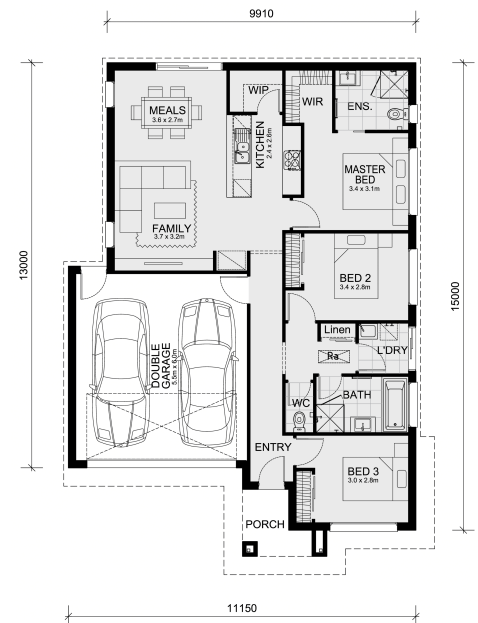 9910
WIP
WIR
ENS.
MEALS
3.6 x 2.7m
KITCHEN
2.4 x 2.6m
MASTER
BED
3.4 x 3.1m
FAMILY
3.7 x 3.2m
13000
15000
BED 2
3.4 x 2.8m
Linen
L'DRY
Ra
DOUBLE
GARAGE
5.5m x 6.0m
WC
BATH
ENTRY
BED 3
3.0 x 2.8m
PORCH
11150